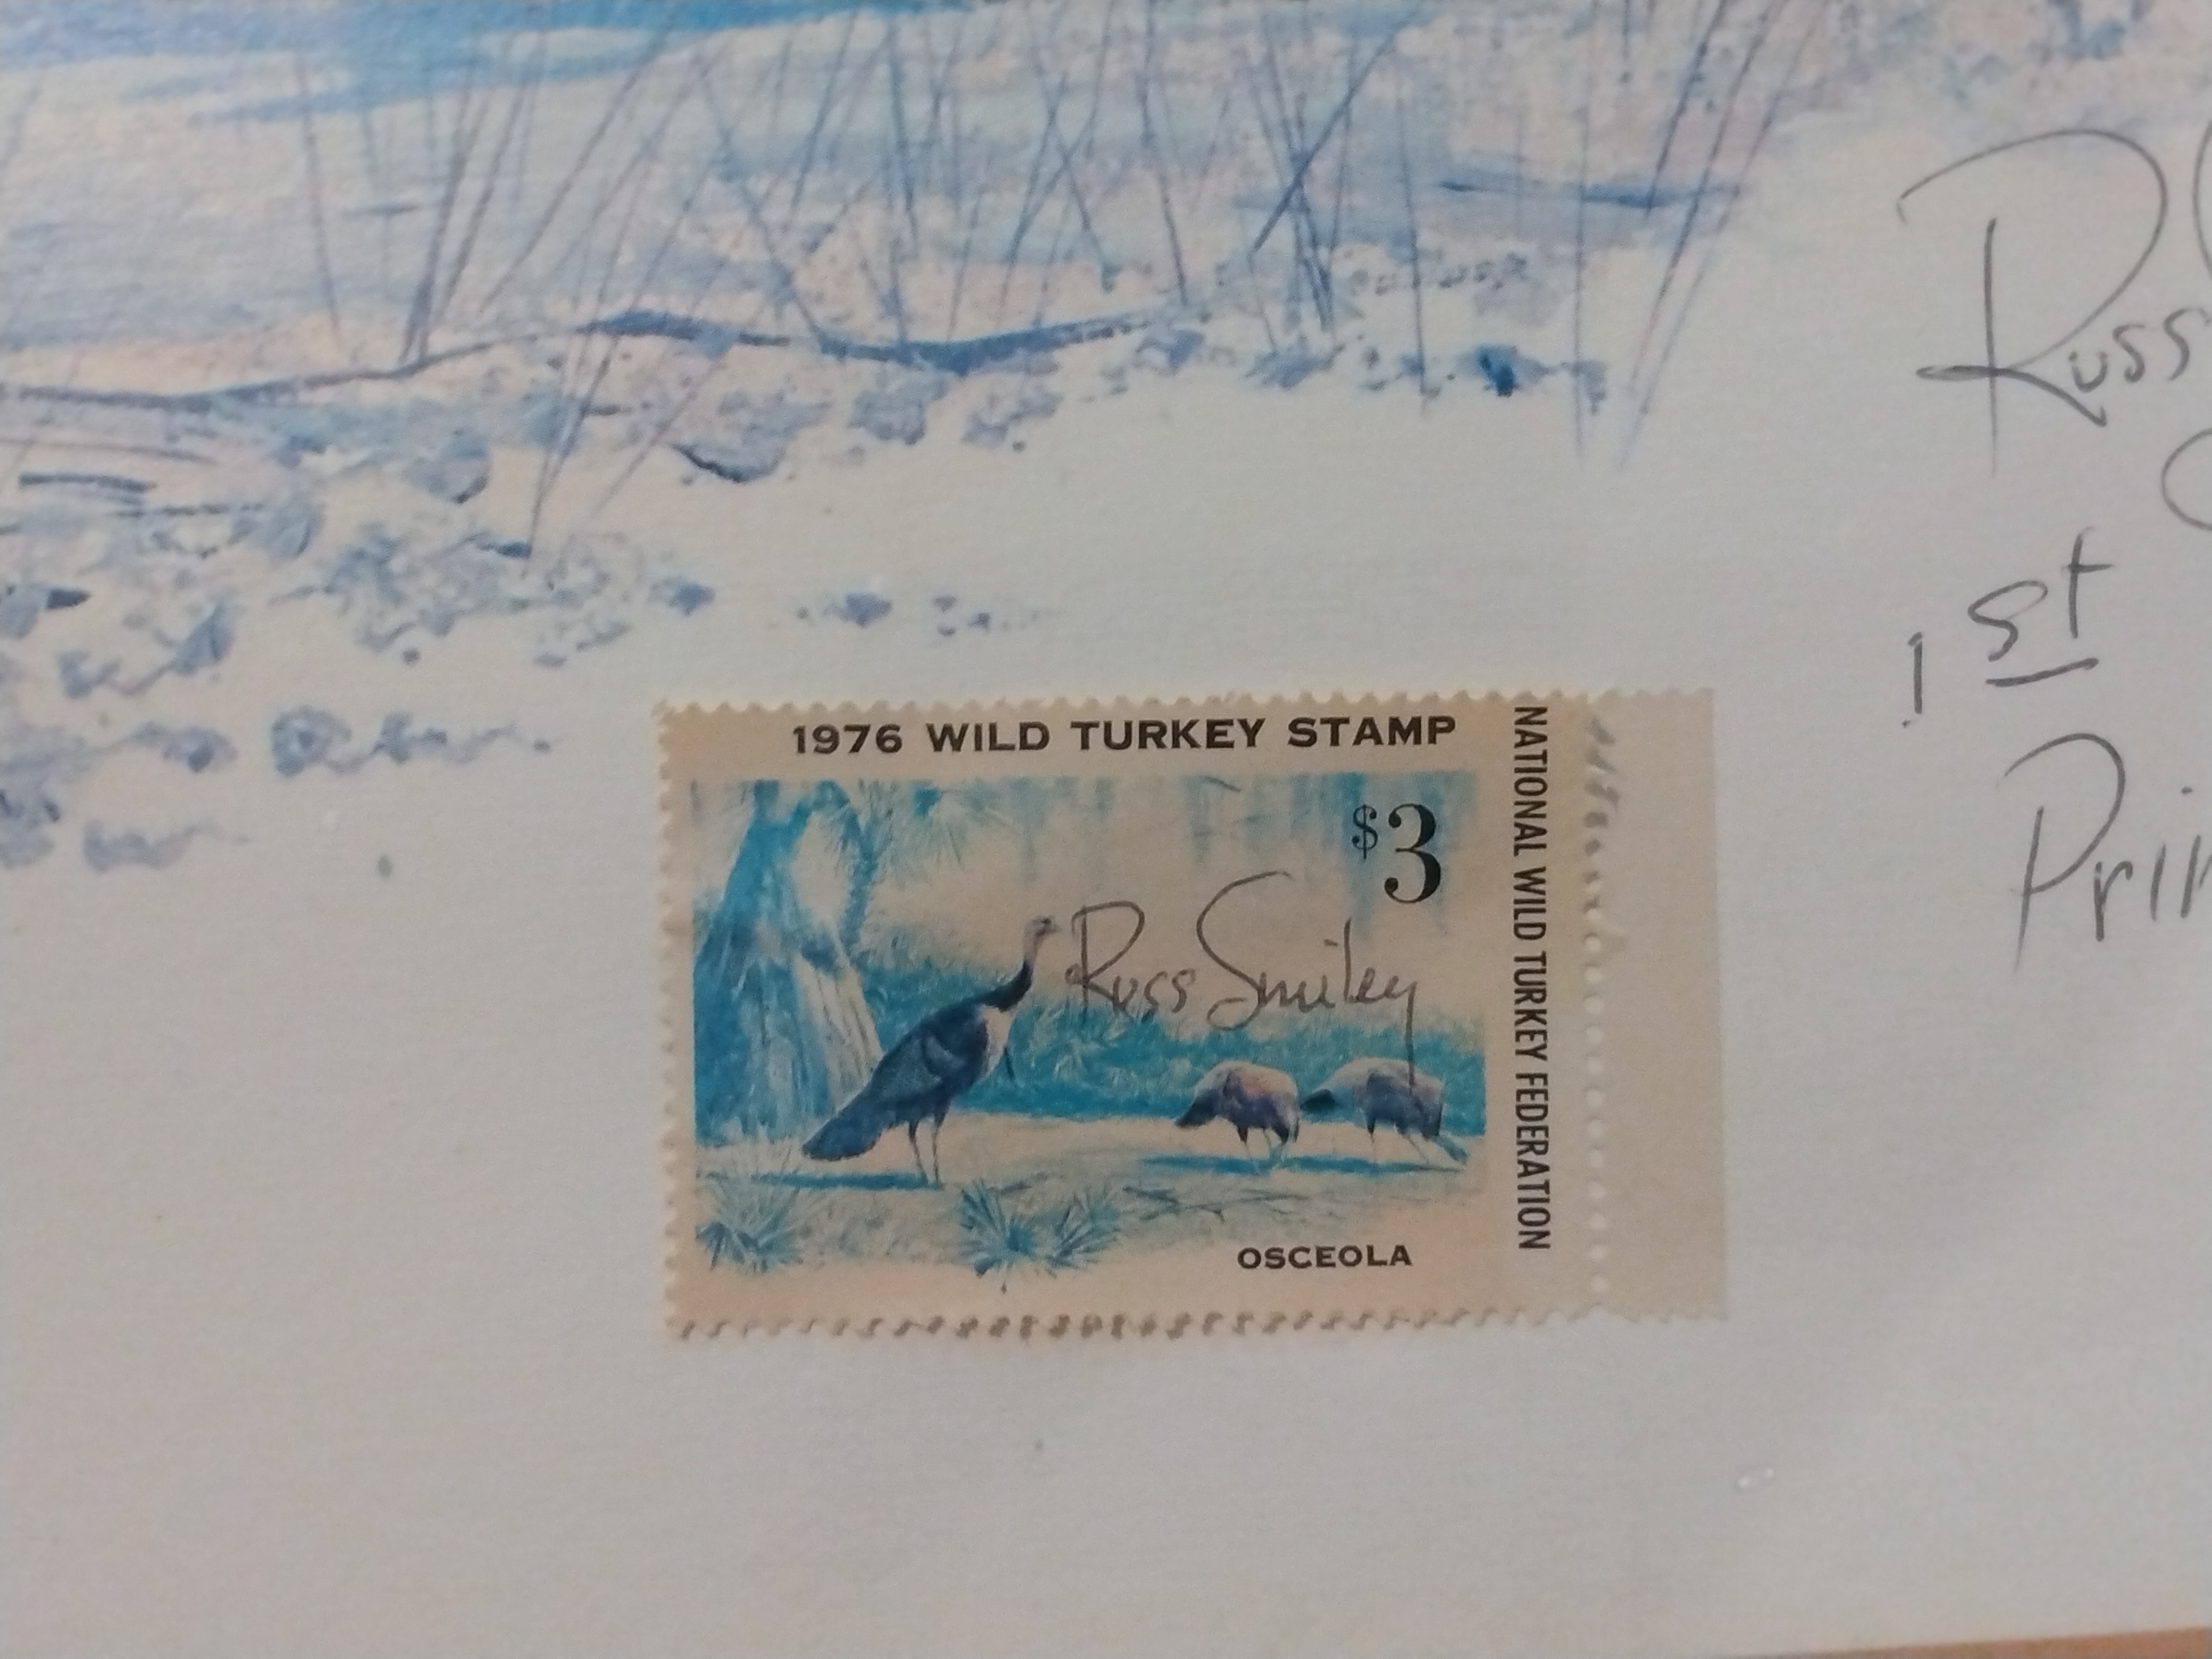 Russ
1st
1976 WILD TURKEY STAMP
$3
NATIONAL WILD TURKEY FEDERATION
Russ Smiley
OSCEOLA